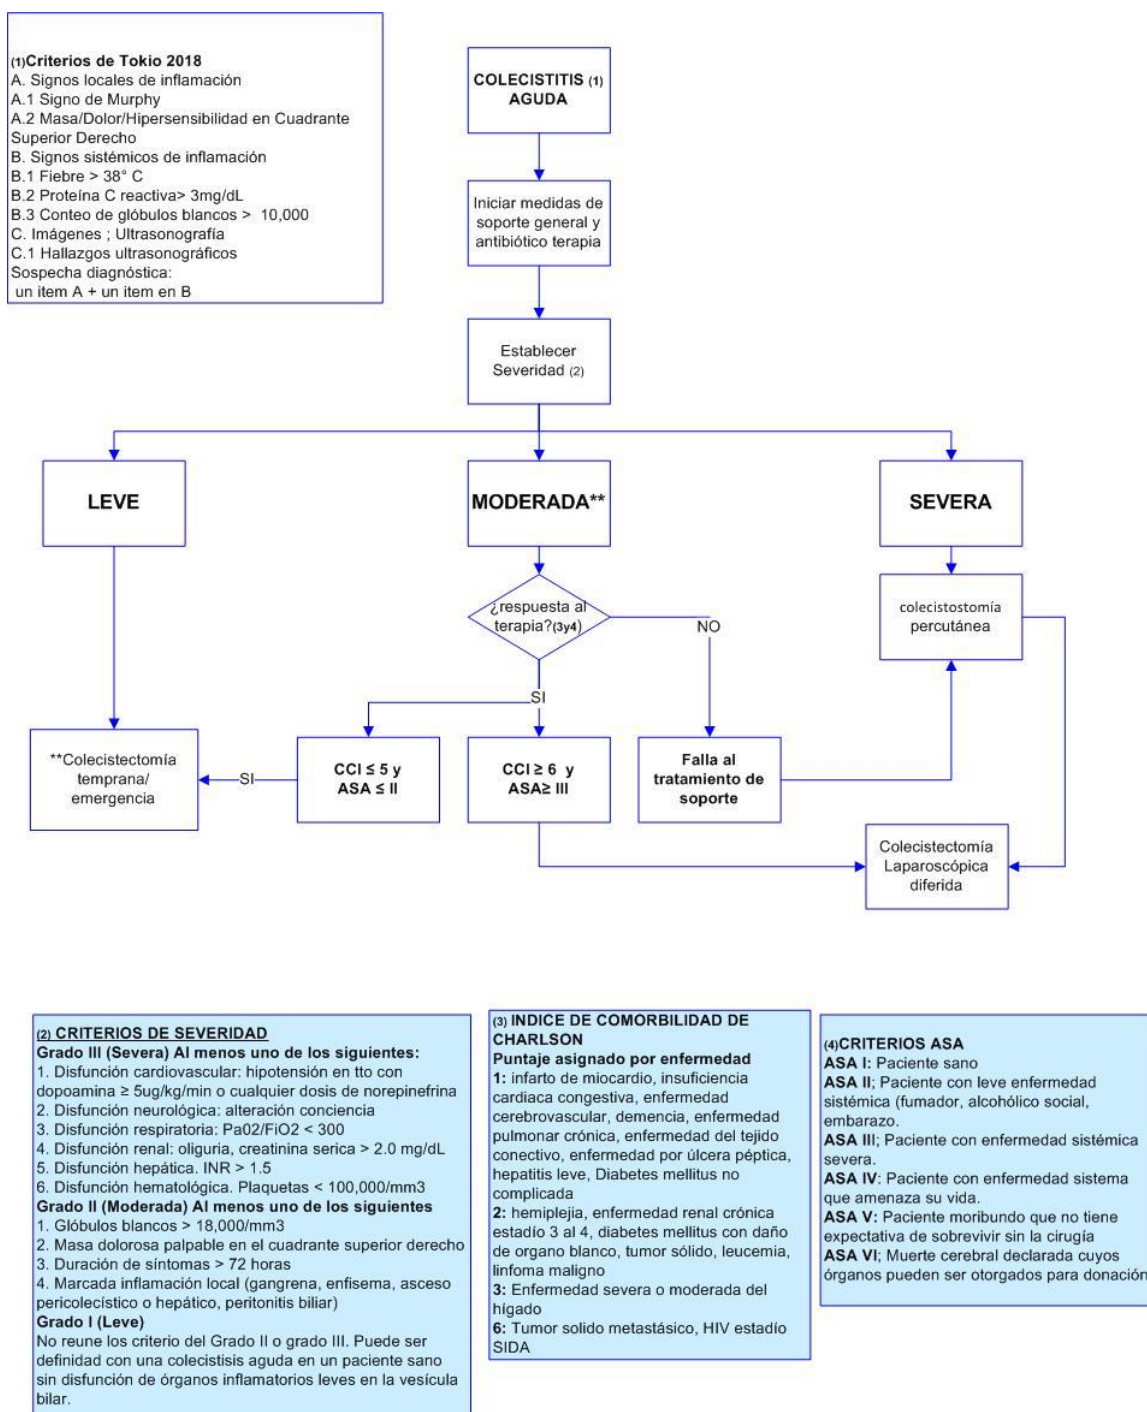 (1)Criterios de Tokio 2018
A. Signos locales de inflamación
A.1 Signo de Murphy
A.2 Masa/Dolor/Hipersensibilidad en Cuadrante
Superior Derecho
B. Signos sistémicos de inflamación
B.1 Fiebre > 38° C
B.2 Proteína C reactiva> 3mg/dL
B.3 Conteo de glóbulos blancos > 10,000
C. Imágenes ; Ultrasonografía
C.1 Hallazgos ultrasonográficos
Sospecha diagnóstica:
un item A + un item en B
COLECISTITIS (1)
AGUDA
Iniciar medidas de
soporte general y
antibiótico terapia
Establecer
Severidad (2)
LEVE
MODERADA**
SEVERA
¿respuesta al
terapia?(3y4)
NO
SI
colecistostomía
percutánea
**Colecistectomía
temprana/
emergencia
SI
CCI ≤ 5 y
ASA ≤ II
CCI ≥ 6 y
ASA≥ III
Falla al
tratamiento de
soporte
Colecistectomía
Laparoscópica
diferida
(2) CRITERIOS DE SEVERIDAD
Grado III (Severa) Al menos uno de los siguientes:
1. Disfunción cardiovascular: hipotensión en tto con
dopoamina ≥ 5ug/kg/min o cualquier dosis de norepinefrina
2. Disfunción neurológica: alteración conciencia
3. Disfunción respiratoria: Pa02/FiO2 < 300
4. Disfunción renal: oliguria, creatinina serica > 2.0 mg/dL
5. Disfunción hepática. INR > 1.5
6. Disfunción hematológica. Plaquetas < 100,000/mm3
Grado II (Moderada) Al menos uno de los siguientes
1. Glóbulos blancos > 18,000/mm3
2. Masa dolorosa palpable en el cuadrante superior derecho
3. Duración de síntomas > 72 horas
4. Marcada inflamación local (gangrena, enfisema, asceso
pericolecístico o hepático, peritonitis biliar)
Grado I (Leve)
No reune los criterio del Grado II o grado III. Puede ser
definidad con una colecistisis aguda en un paciente sano
sin disfunción de órganos inflamatorios leves en la vesícula
bilar.
(3) INDICE DE COMORBILIDAD DE
CHARLSON
Puntaje asignado por enfermedad
1: infarto de miocardio, insuficiencia
cardiaca congestiva, enfermedad
cerebrovascular, demencia, enfermedad
pulmonar crónica, enfermedad del tejido
conectivo, enfermedad por úlcera péptica,
hepatitis leve, Diabetes mellitus no
complicada
2: hemiplejia, enfermedad renal crónica
estadío 3 al 4, diabetes mellitus con daño
de organo blanco, tumor sólido, leucemia,
linfoma maligno
3: Enfermedad severa o moderada del
hígado
6: Tumor solido metastásico, HIV estadío
SIDA
(4)CRITERIOS ASA
ASA I: Paciente sano
ASA II; Paciente con leve enfermedad
sistémica (fumador, alcohólico social,
embarazo.
ASA III; Paciente con enfermedad sistémica
severa.
ASA IV: Paciente con enfermedad sistema
que amenaza su vida.
ASA V: Paciente moribundo que no tiene
expectativa de sobrevivir sin la cirugía
ASA VI; Muerte cerebral declarada cuyos
órganos pueden ser otorgados para donación